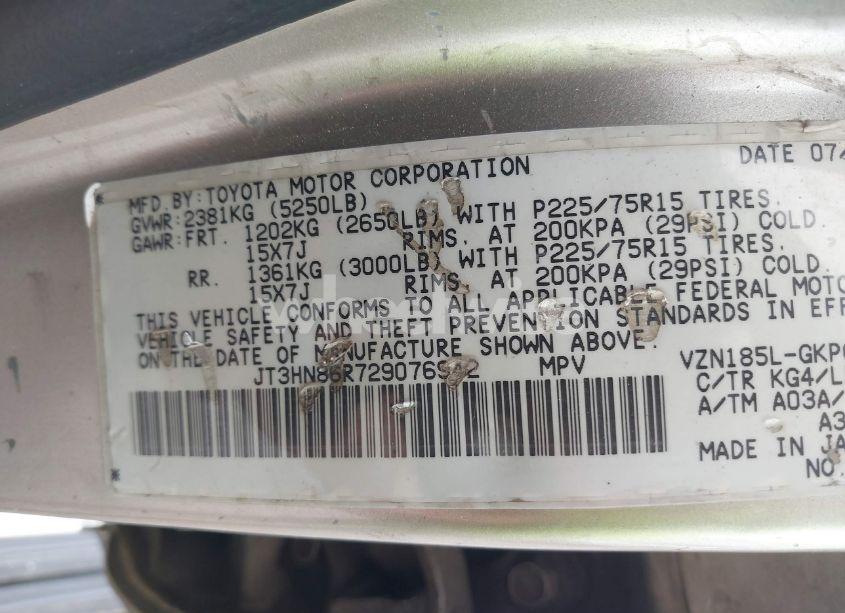 DATE 07
MFD. BY: TOYOTA MOTOR CORPORATION
GVWR: 2381KG (5250LB)
GAWR: FRT. 1202KG (2650LB) WITH P225/75R15 TIRES.
15X7J RIMS, AT 200KPA (29PSI) COLD.
RR. 1361KG (3000LB) WITH P225/75R15 TIRES.
15X7J RIMS, AT 200KPA (29PSI) COLD.
THIS VEHICLE CONFORMS TO ALL APPLICABLE FEDERAL MOTO
VEHICLE SAFETY AND THEFT PREVENTION STANDARDS IN EFF
ON THE DATE OF MANUFACTURE SHOWN ABOVE.
MPV
VZN185L-GKP
C/TR KG4/L
A/TM A03A/
A3
MADE IN JA
NO.